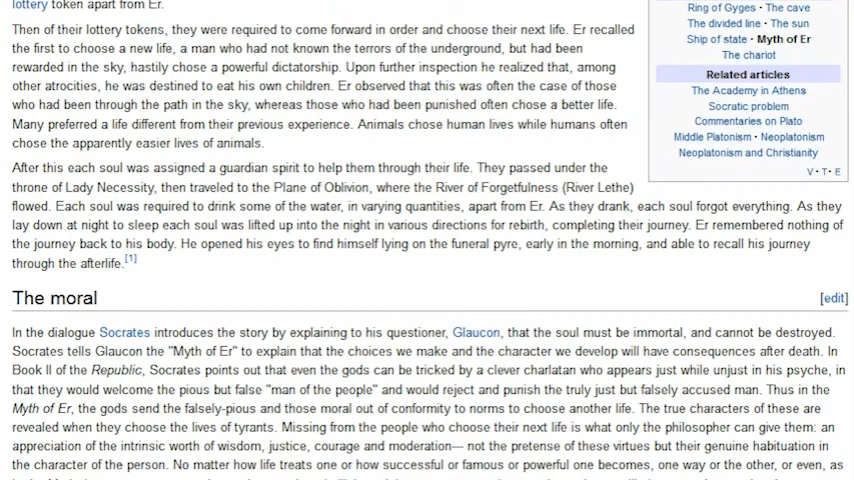 lottery token apart from Er.
Then of their lottery tokens, they were required to come forward in order and choose their next life. Er recalled
the first to choose a new life, a man who had not known the terrors of the underground, but had been
rewarded in the sky, hastily chose a powerful dictatorship. Upon further inspection he realized that, among
other atrocities, he was destined to eat his own children. Er observed that this was often the case of those
who had been through the path in the sky, whereas those who had been punished often chose a better life.
Many preferred a life different from their previous experience. Animals chose human lives while humans often
chose the apparently easier lives of animals.
After this each soul was assigned a guardian spirit to help them through their life. They passed under the
throne of Lady Necessity, then traveled to the Plane of Oblivion, where the River of Forgetfulness (River Lethe)
flowed. Each soul was required to drink some of the water, in varying quantities, apart from Er. As they drank, each soul forgot everything. As they
lay down at night to sleep each soul was lifted up into the night in various directions for rebirth, completing their journey. Er remembered nothing of
the journey back to his body. He opened his eyes to find himself lying on the funeral pyre, early in the morning, and able to recall his journey
through the afterlife.[1]
Ring of Gyges · The cave
The divided line · The sun
Ship of state · Myth of Er
The chariot
Related articles
The Academy in Athens
Socratic problem
Commentaries on Plato
Middle Platonism · Neoplatonism
Neoplatonism and Christianity
V · T · E
The moral [edit]
In the dialogue Socrates introduces the story by explaining to his questioner, Glaucon, that the soul must be immortal, and cannot be destroyed.
Socrates tells Glaucon the "Myth of Er" to explain that the choices we make and the character we develop will have consequences after death. In
Book II of the Republic, Socrates points out that even the gods can be tricked by a clever charlatan who appears just while unjust in his psyche, in
that they would welcome the pious but false "man of the people" and would reject and punish the truly just but falsely accused man. Thus in the
Myth of Er, the gods send the falsely-pious and those moral out of conformity to norms to choose another life. The true characters of these are
revealed when they choose the lives of tyrants. Missing from the people who choose their next life is what only the philosopher can give them: an
appreciation of the intrinsic worth of wisdom, justice, courage and moderation— not the pretense of these virtues but their genuine habituation in
the character of the person. No matter how life treats one or how successful or famous or powerful one becomes, one way or the other, or even, as